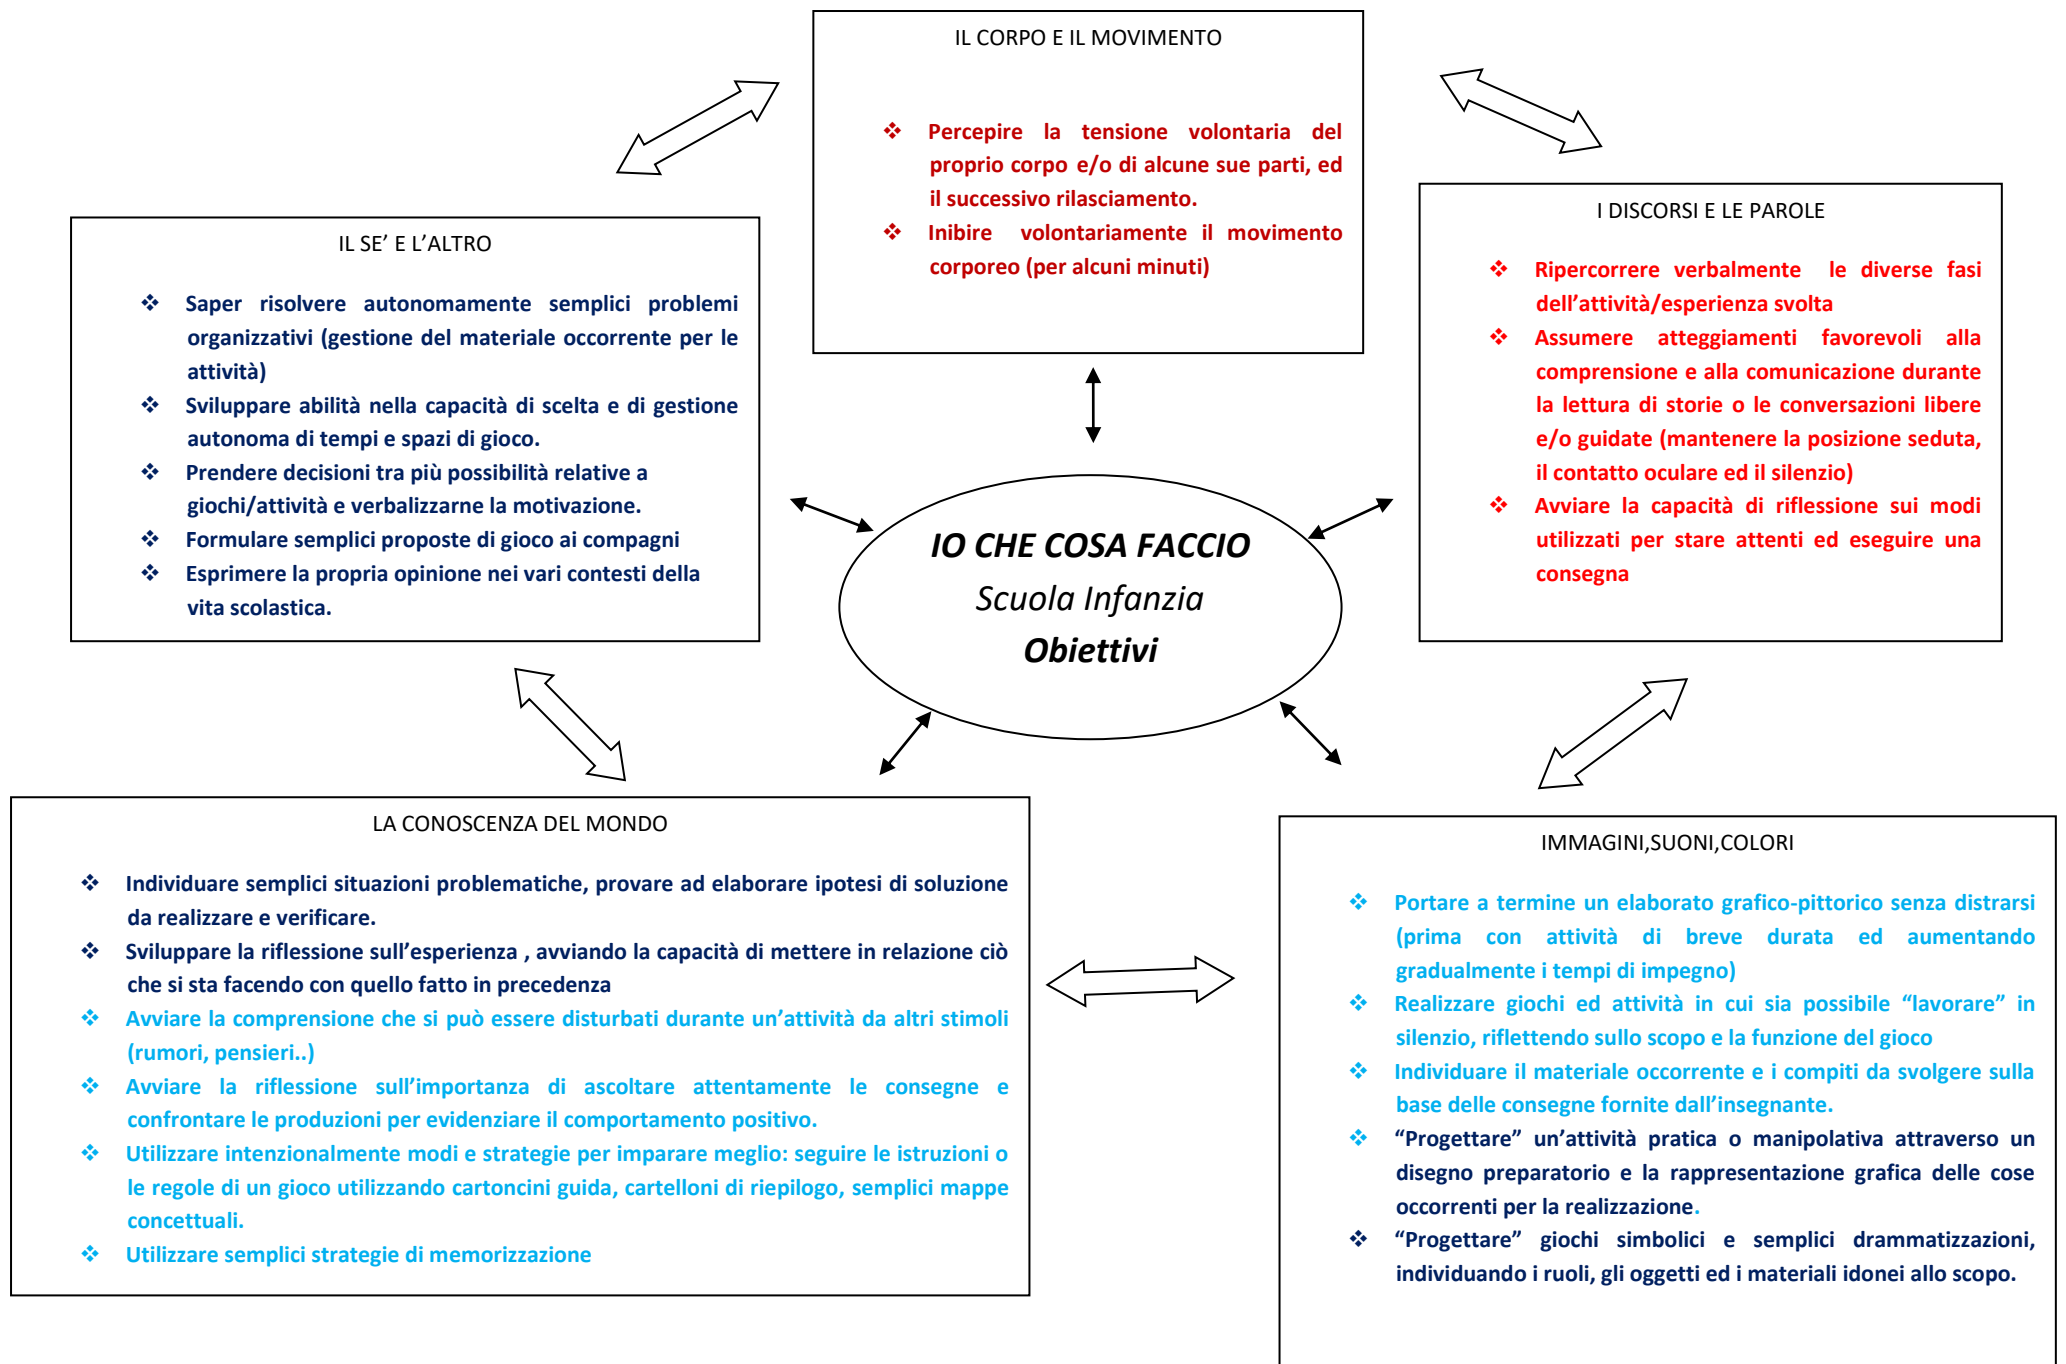 IL CORPO E IL MOVIMENTO
❖ Percepire la tensione volontaria del
proprio corpo e/o di alcune sue parti, ed
il successivo rilasciamento.
❖ Inibire volontariamente il movimento
corporeo (per alcuni minuti)
IL SE’ E L’ALTRO
❖ Saper risolvere autonomamente semplici problemi
organizzativi (gestione del materiale occorrente per le
attività)
❖ Sviluppare abilità nella capacità di scelta e di gestione
autonoma di tempi e spazi di gioco.
❖ Prendere decisioni tra più possibilità relative a
giochi/attività e verbalizzarne la motivazione.
❖ Formulare semplici proposte di gioco ai compagni
❖ Esprimere la propria opinione nei vari contesti della
vita scolastica.
I DISCORSI E LE PAROLE
❖ Ripercorrere verbalmente le diverse fasi
dell’attività/esperienza svolta
❖ Assumere atteggiamenti favorevoli alla
comprensione e alla comunicazione durante
la lettura di storie o le conversazioni libere
e/o guidate (mantenere la posizione seduta,
il contatto oculare ed il silenzio)
❖ Avviare la capacità di riflessione sui modi
utilizzati per stare attenti ed eseguire una
consegna
IO CHE COSA FACCIO
Scuola Infanzia
Obiettivi
LA CONOSCENZA DEL MONDO
❖ Individuare semplici situazioni problematiche, provare ad elaborare ipotesi di soluzione
da realizzare e verificare.
❖ Sviluppare la riflessione sull’esperienza , avviando la capacità di mettere in relazione ciò
che si sta facendo con quello fatto in precedenza
❖ Avviare la comprensione che si può essere disturbati durante un’attività da altri stimoli
(rumori, pensieri..)
❖ Avviare la riflessione sull’importanza di ascoltare attentamente le consegne e
confrontare le produzioni per evidenziare il comportamento positivo.
❖ Utilizzare intenzionalmente modi e strategie per imparare meglio: seguire le istruzioni o
le regole di un gioco utilizzando cartoncini guida, cartelloni di riepilogo, semplici mappe
concettuali.
❖ Utilizzare semplici strategie di memorizzazione
IMMAGINI,SUONI,COLORI
❖ Portare a termine un elaborato grafico-pittorico senza distrarsi
(prima con attività di breve durata ed aumentando
gradualmente i tempi di impegno)
❖ Realizzare giochi ed attività in cui sia possibile “lavorare” in
silenzio, riflettendo sullo scopo e la funzione del gioco
❖ Individuare il materiale occorrente e i compiti da svolgere sulla
base delle consegne fornite dall’insegnante.
❖ “Progettare” un’attività pratica o manipolativa attraverso un
disegno preparatorio e la rappresentazione grafica delle cose
occorrenti per la realizzazione.
❖ “Progettare” giochi simbolici e semplici drammatizzazioni,
individuando i ruoli, gli oggetti ed i materiali idonei allo scopo.